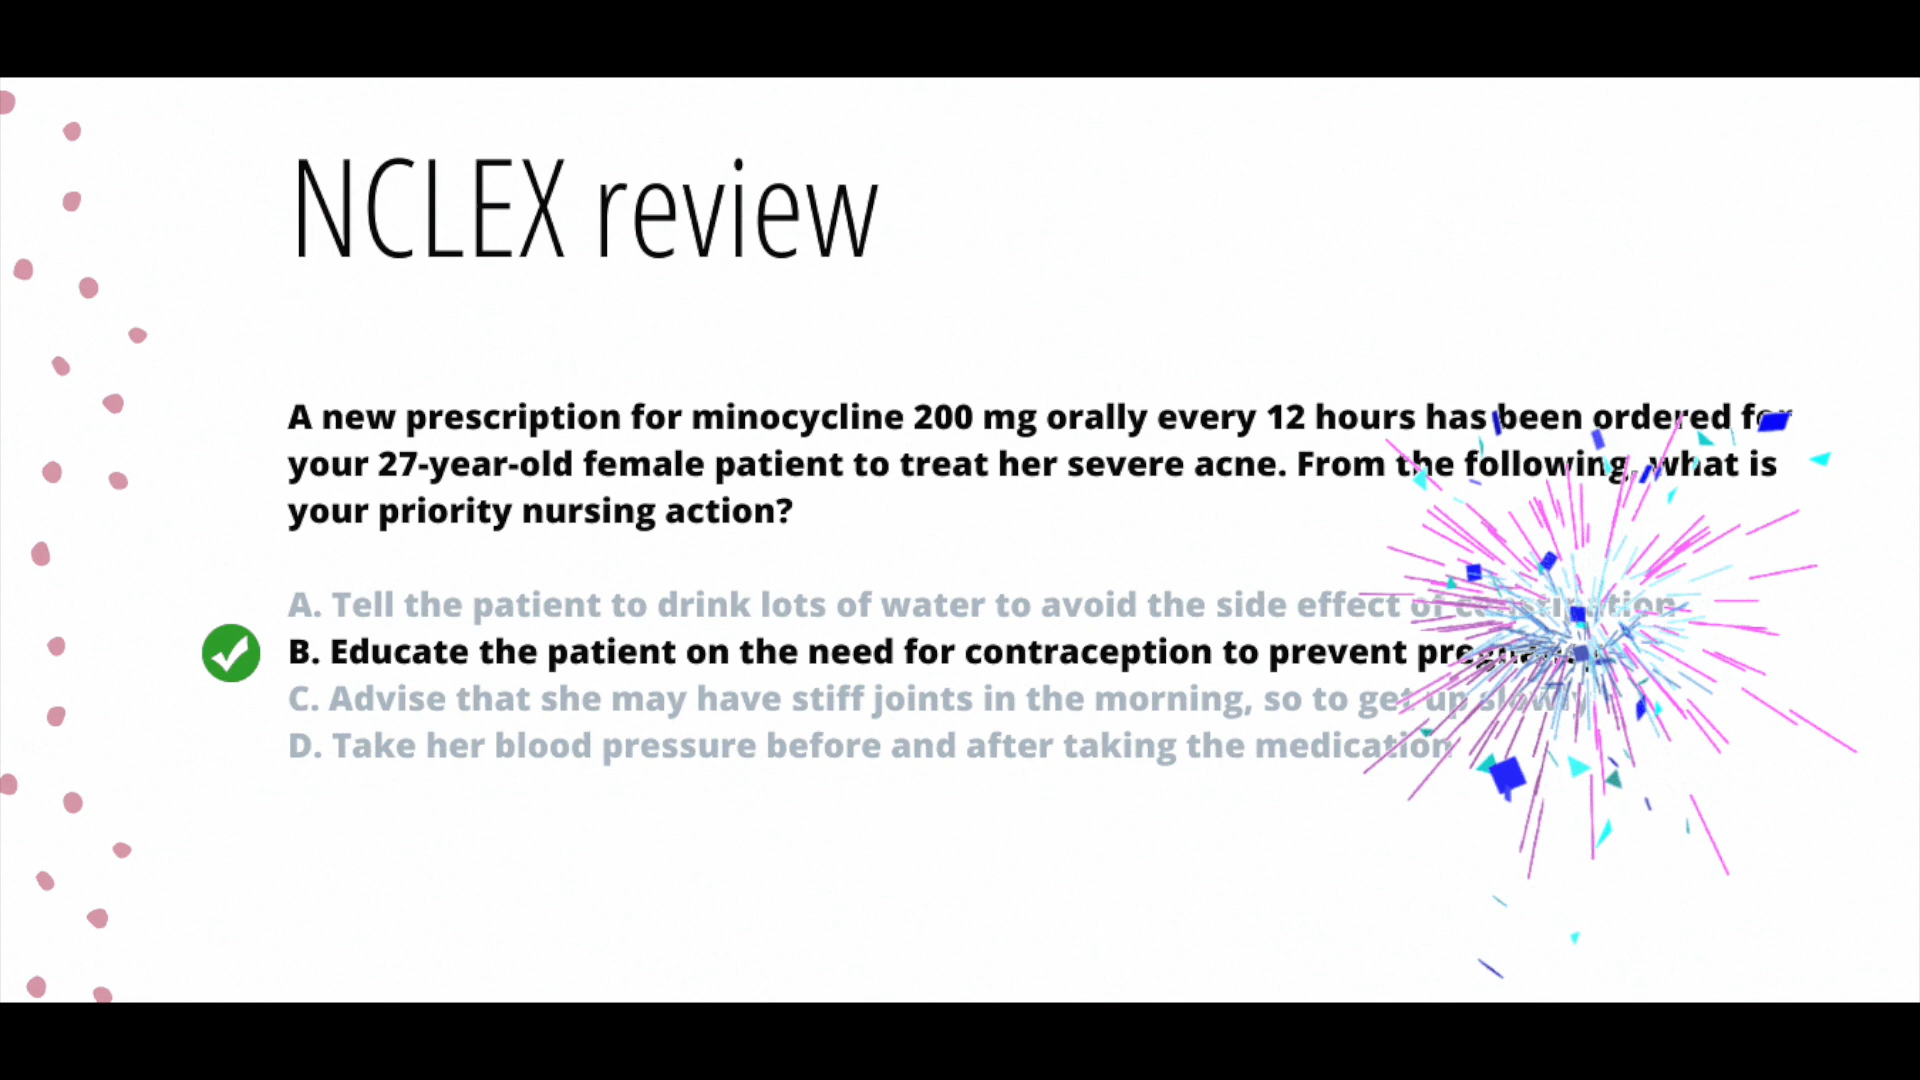 NCLEX review
A new prescription for minocycline 200 mg orally every 12 hours has been ordered for
your 27-year-old female patient to treat her severe acne. From the following, what is
your priority nursing action?
A. Tell the patient to drink lots of water to avoid the side effect of
B. Educate the patient on the need for contraception to prevent
C. Advise that she may have stiff joints in the morning, so to get up slowly
D. Take her blood pressure before and after taking the medication